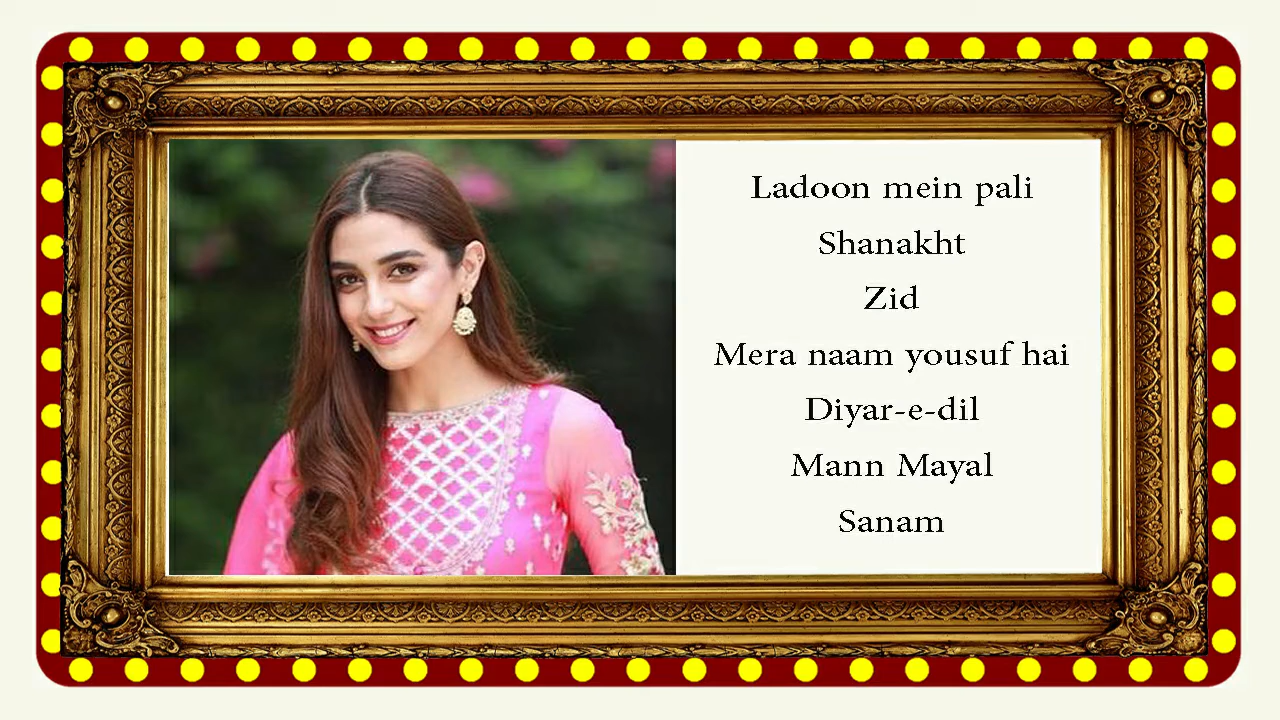 Ladoon mein pali
Shanakht
Zid
Mera naam yousuf hai
Diyar-e-dil
Mann Mayal
Sanam